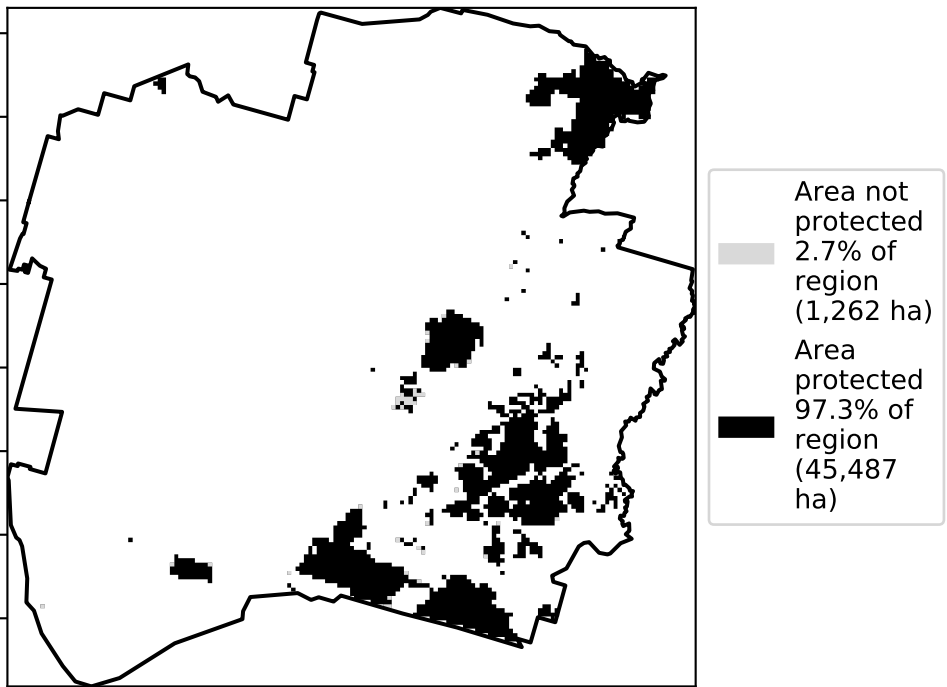 Area not
protected
2.7% of
region
(1,262 ha)
Area
protected
97.3% of
region
(45,487
ha)